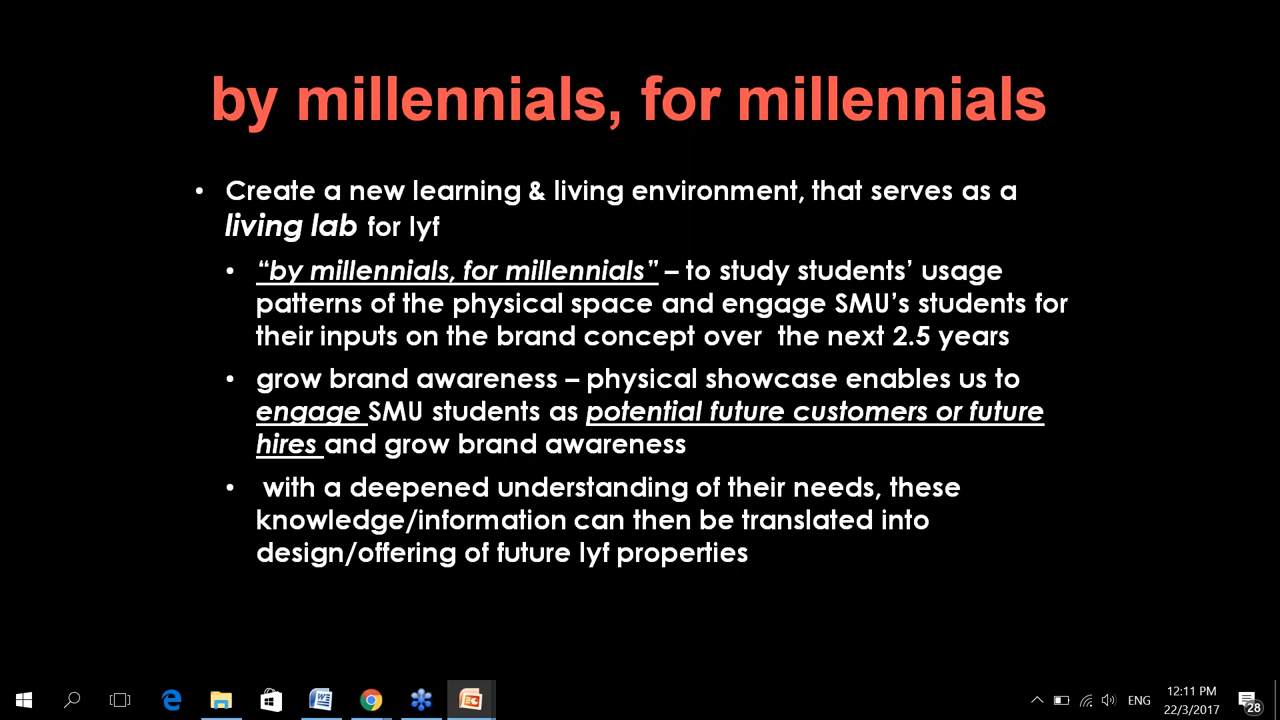 by millennials, for millennials
• Create a new learning & living environment, that serves as a
living lab for lyf
• “by millennials, for millennials” – to study students’ usage
patterns of the physical space and engage SMU’s students for
their inputs on the brand concept over  the next 2.5 years
• grow brand awareness – physical showcase enables us to
engage SMU students as potential future customers or future
hires and grow brand awareness
•  with a deepened understanding of their needs, these
knowledge/information can then be translated into
design/offering of future lyf properties
ENG
12:11 PM
22/3/2017
28